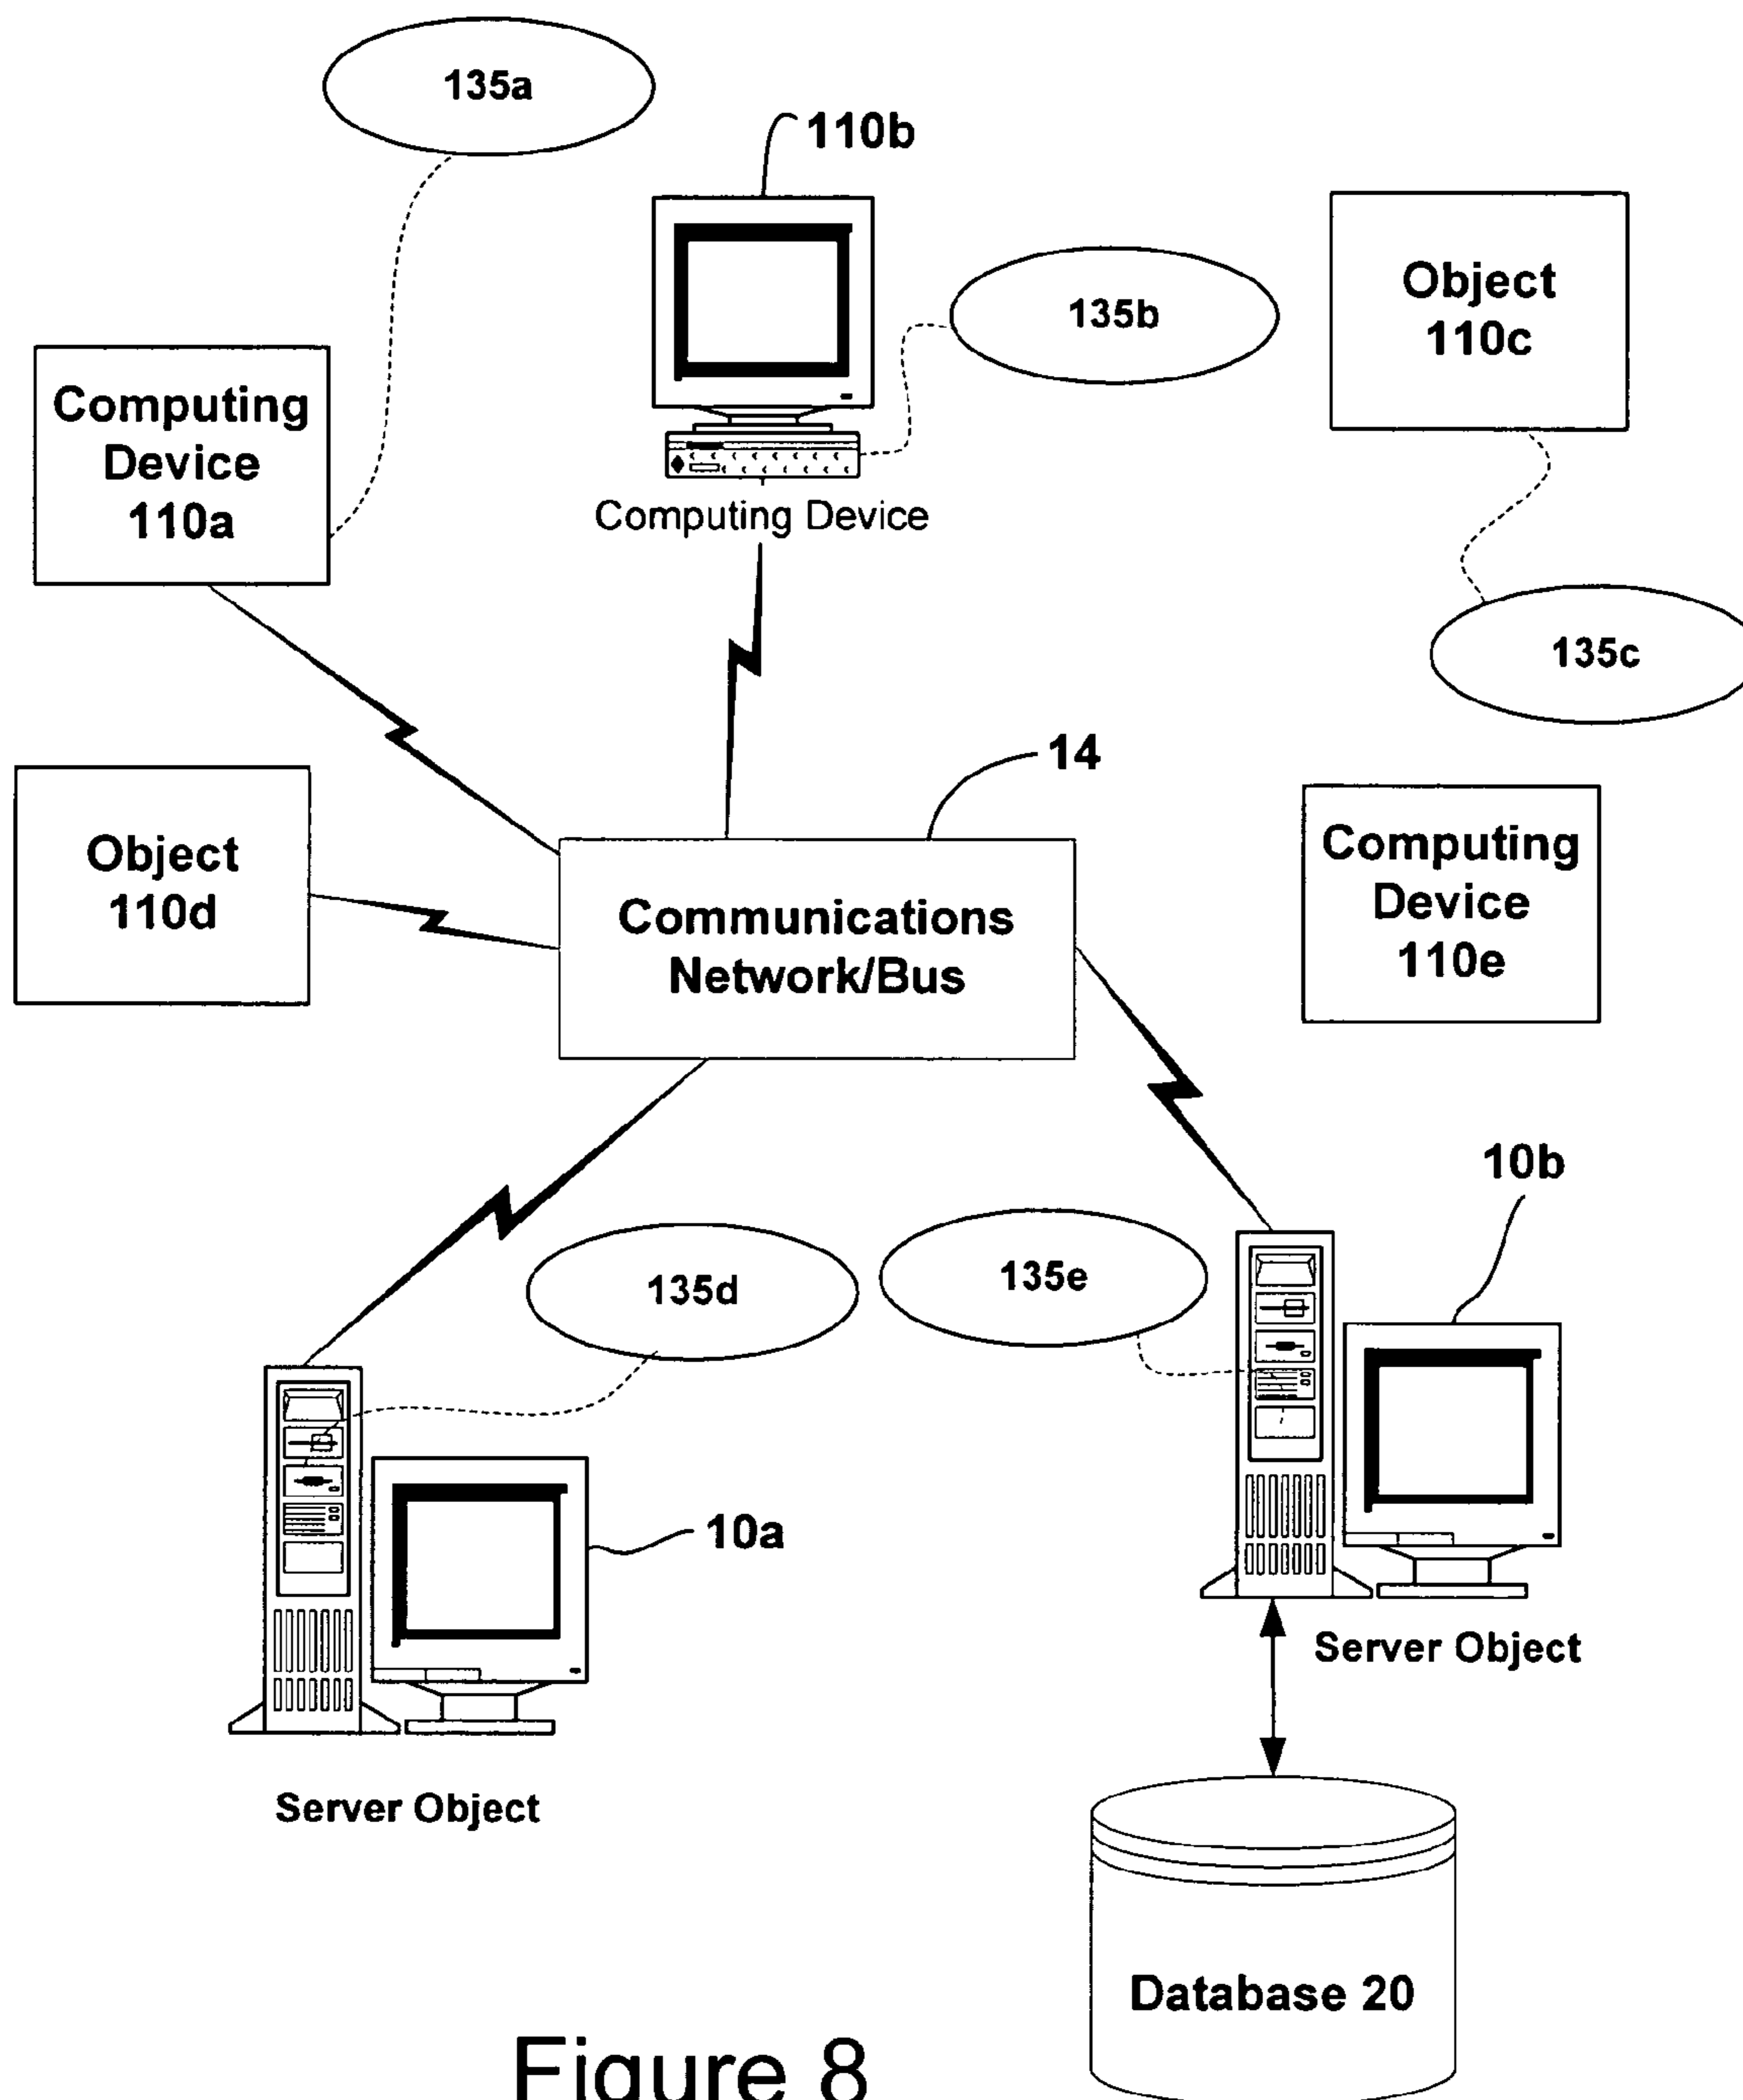 135a
110b
Object
110c
135b
Computing
Device
110a
Computing Device
135c
14
Object
110d
Communications
Network/Bus
Computing
Device
110e
10b
135d
135e
10a
Server Object
Server Object
Database 20
Figure 8